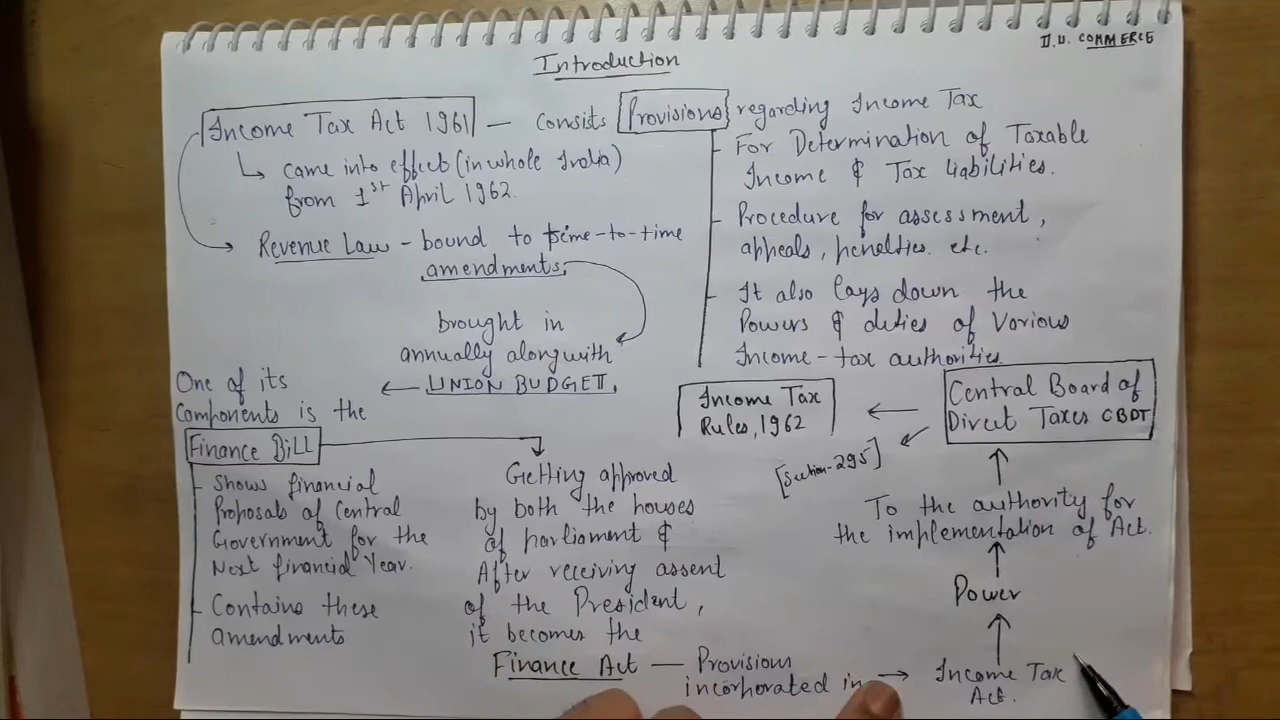 D.U. COMMERCE
Introduction
Income Tax Act 1961 — consists Provisions regarding Income Tax
came into effect (in whole India)
from 1st April 1962.
Revenue Law - bound to time-to-time
amendments.
brought in
annually alongwith
UNION BUDGET.
- For Determination of Taxable
Income & Tax liabilities.
- Procedure for assessment,
appeals, penalties. etc.
- It also lays down the
Powers & duties of Various
Income-tax authorities.
One of its
Components is the
Finance Bill
- Shows financial
Proposals of Central
Government for the
Next financial Year.
- Contains these
amendments
Getting approved
by both the houses
of parliament &
After receiving assent
of the President,
it becomes the
Finance Act — Provisions
incorporated in → Income Tax
Act.
Power
To the authority for
the implementation of Act.
Central Board of
Direct Taxes CBDT
[Section-295]
Income Tax
Rules, 1962